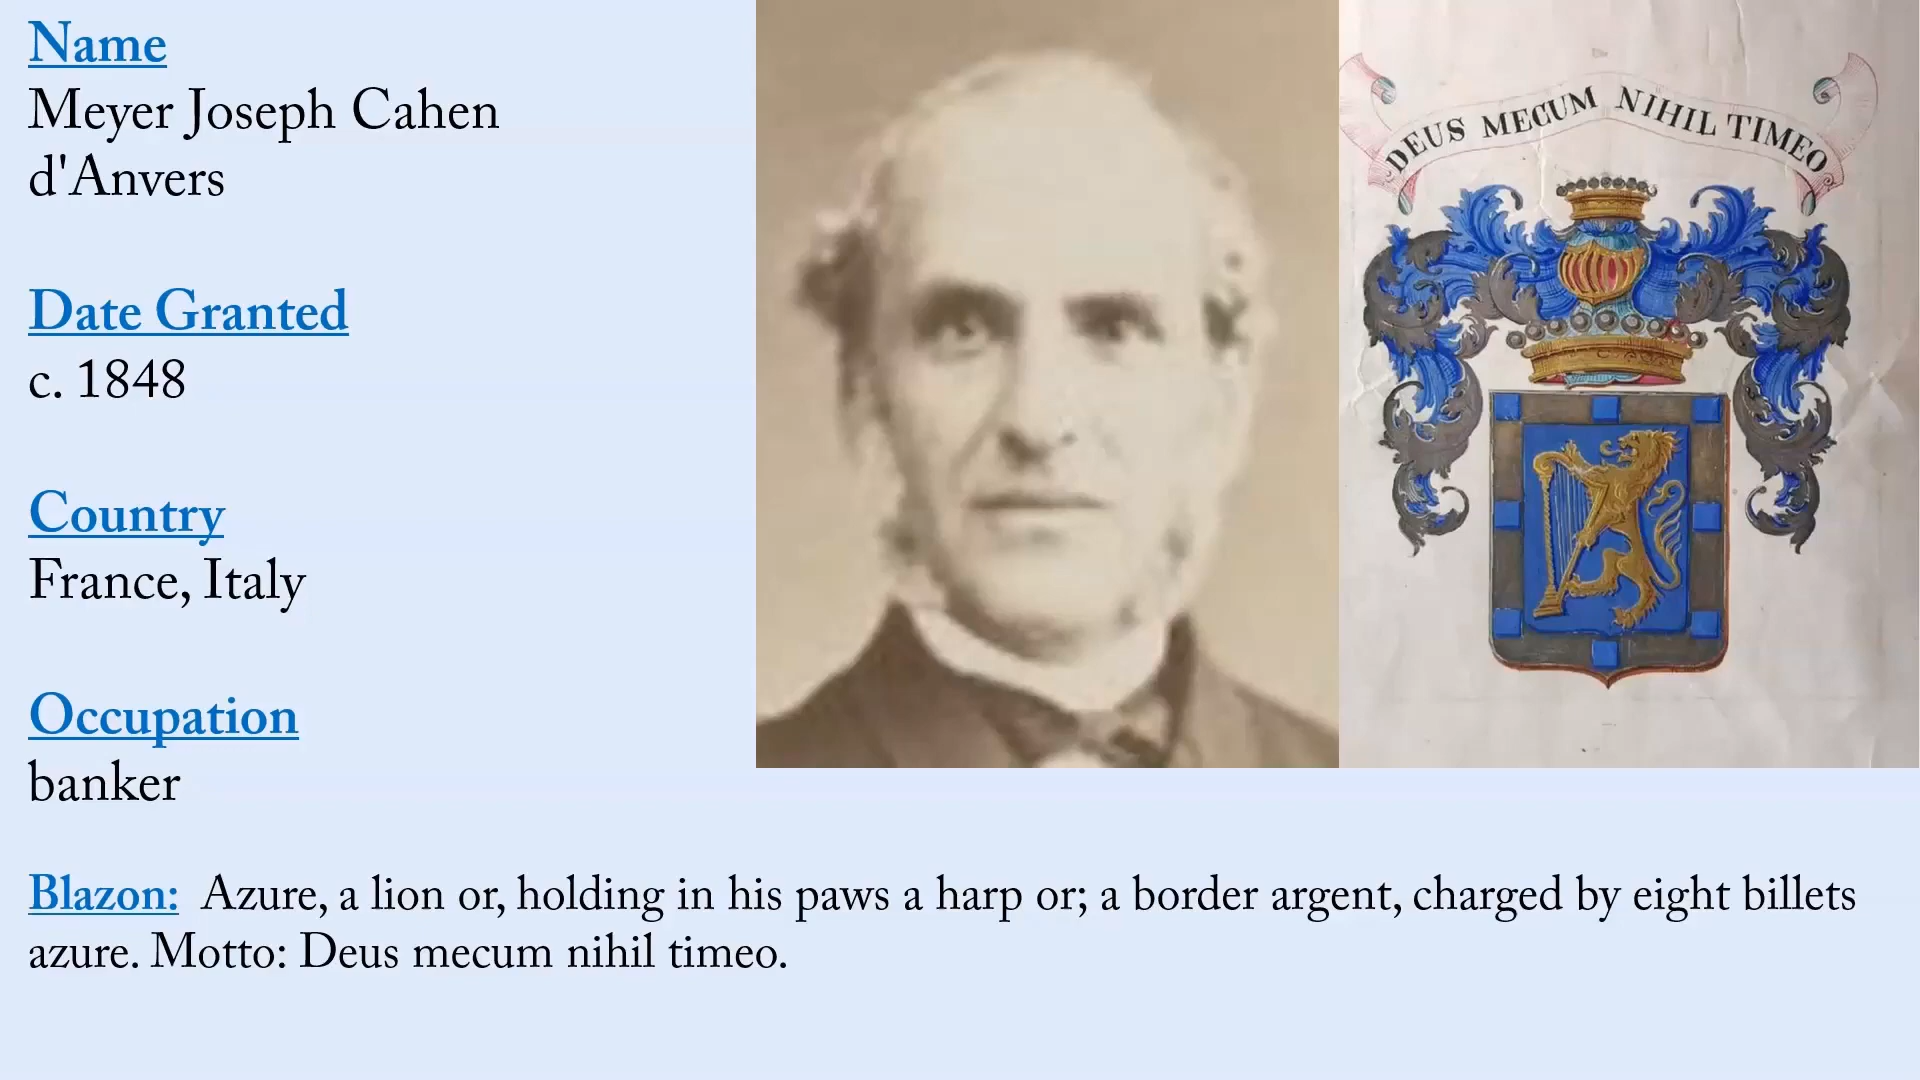 Name
Meyer Joseph Cahen
d'Anvers
Date Granted
c. 1848
Country
France, Italy
Occupation
banker
DEUS MECUM NIHIL TIMEO
Blazon: Azure, a lion or, holding in his paws a harp or; a border argent, charged by eight billets
azure. Motto: Deus mecum nihil timeo.